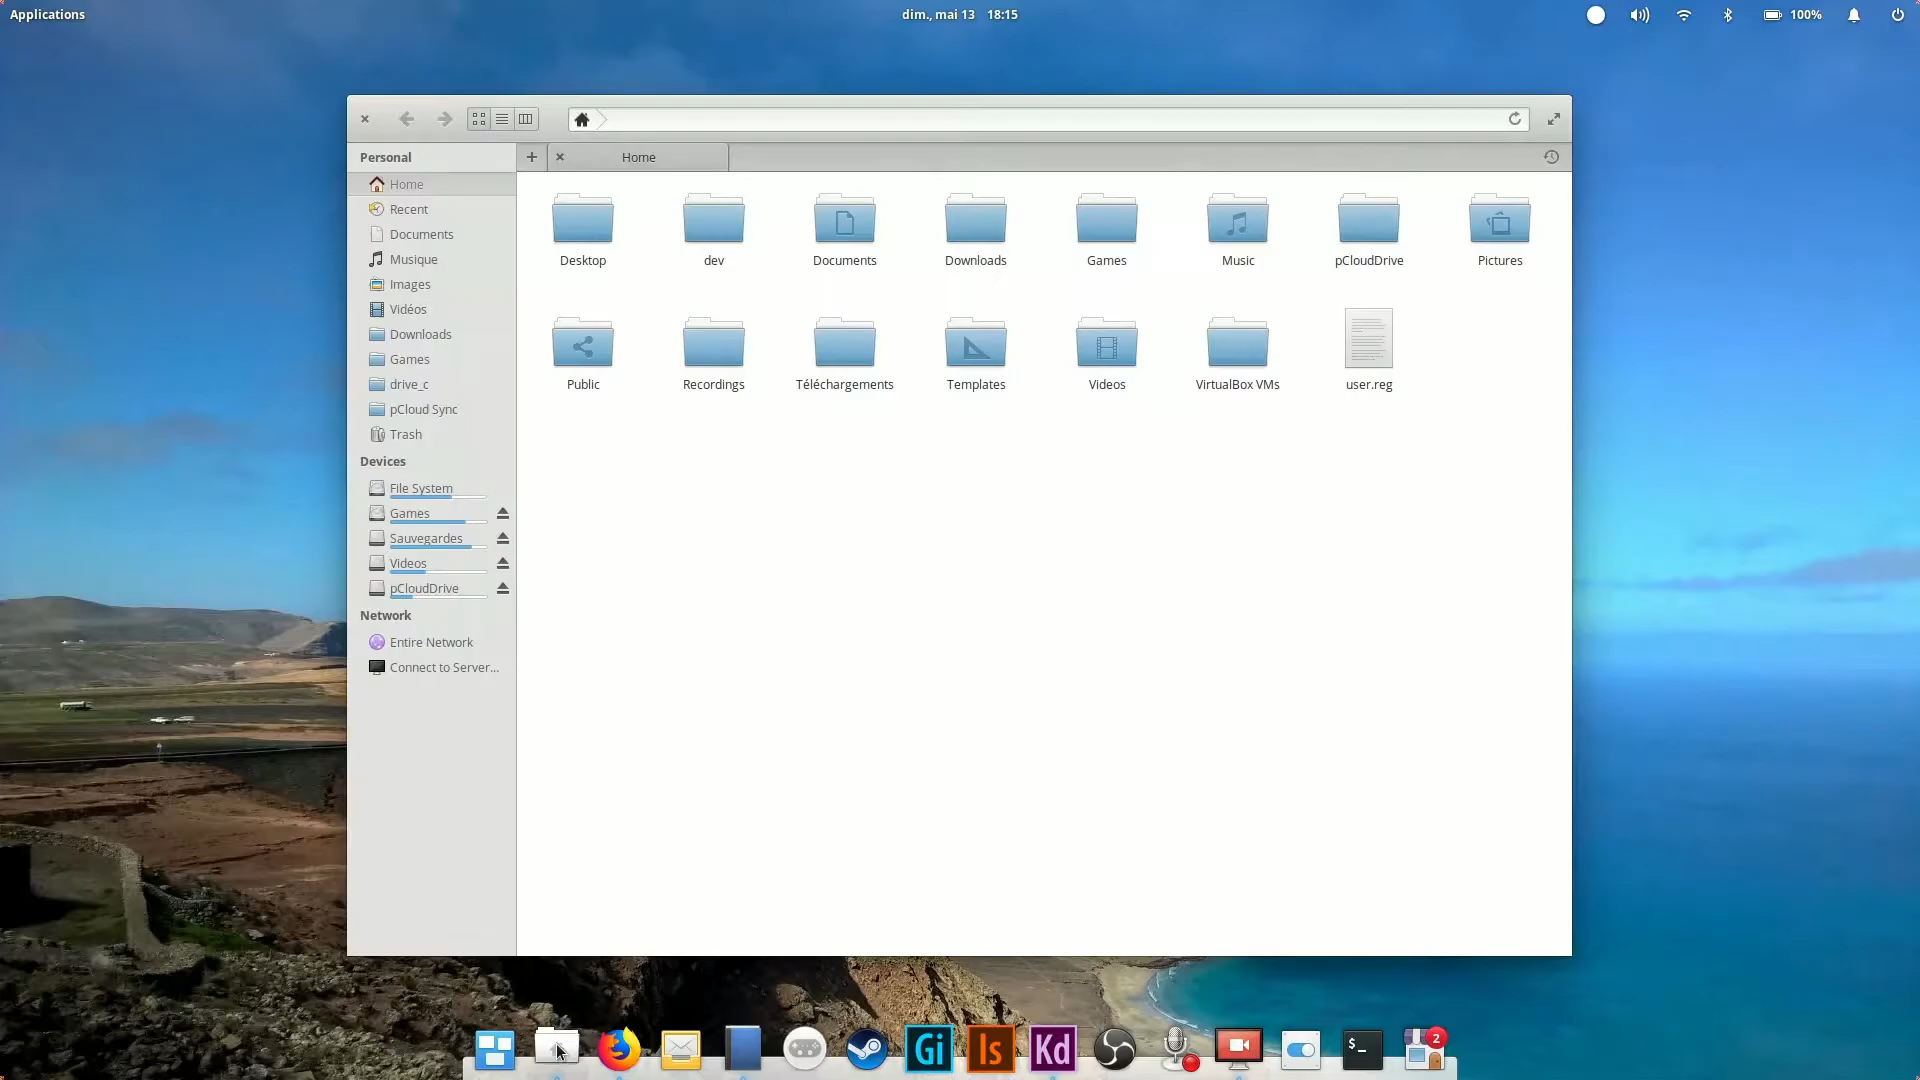 Applications
dim., mai 13 18:15
100%
Home
Personal
Home
Recent
Documents
Musique
Images
Vidéos
Downloads
Games
drive_c
pCloud Sync
Trash
Devices
File System
Games
Sauvegardes
Videos
pCloudDrive
Network
Entire Network
Connect to Server...
Desktop
dev
Documents
Downloads
Games
Music
pCloudDrive
Pictures
Public
Recordings
Téléchargements
Templates
Videos
VirtualBox VMs
user.reg
Gi
Is
Kd
$_
2